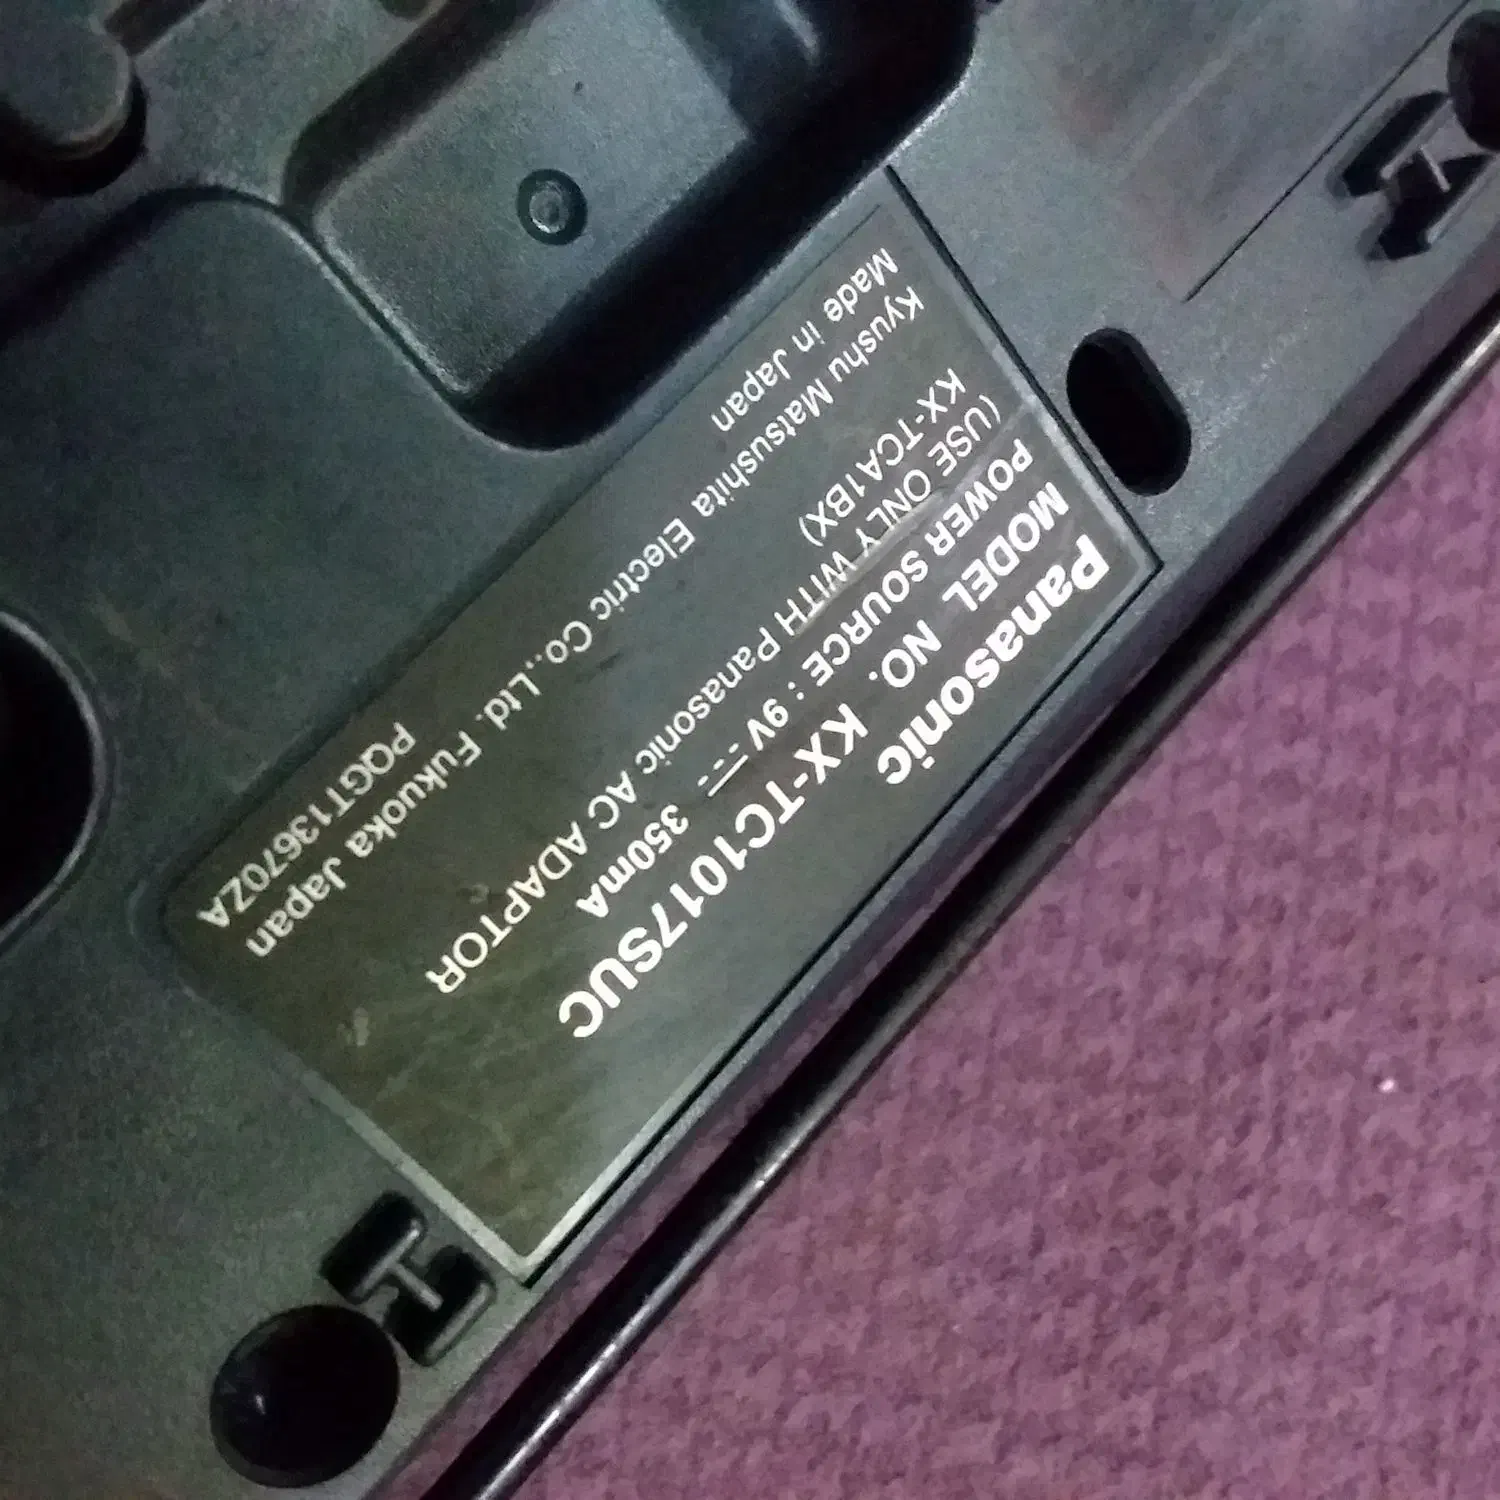 Panasonic
MODEL NO. KX-TC1017SUC
POWER SOURCE : 9V ⎓ 350mA
(USE ONLY WITH Panasonic AC ADAPTOR
KX-TCA1BX)
Kyushu Matsushita Electric Co.,Ltd. Fukuoka Japan
Made in Japan PQGT13670ZA